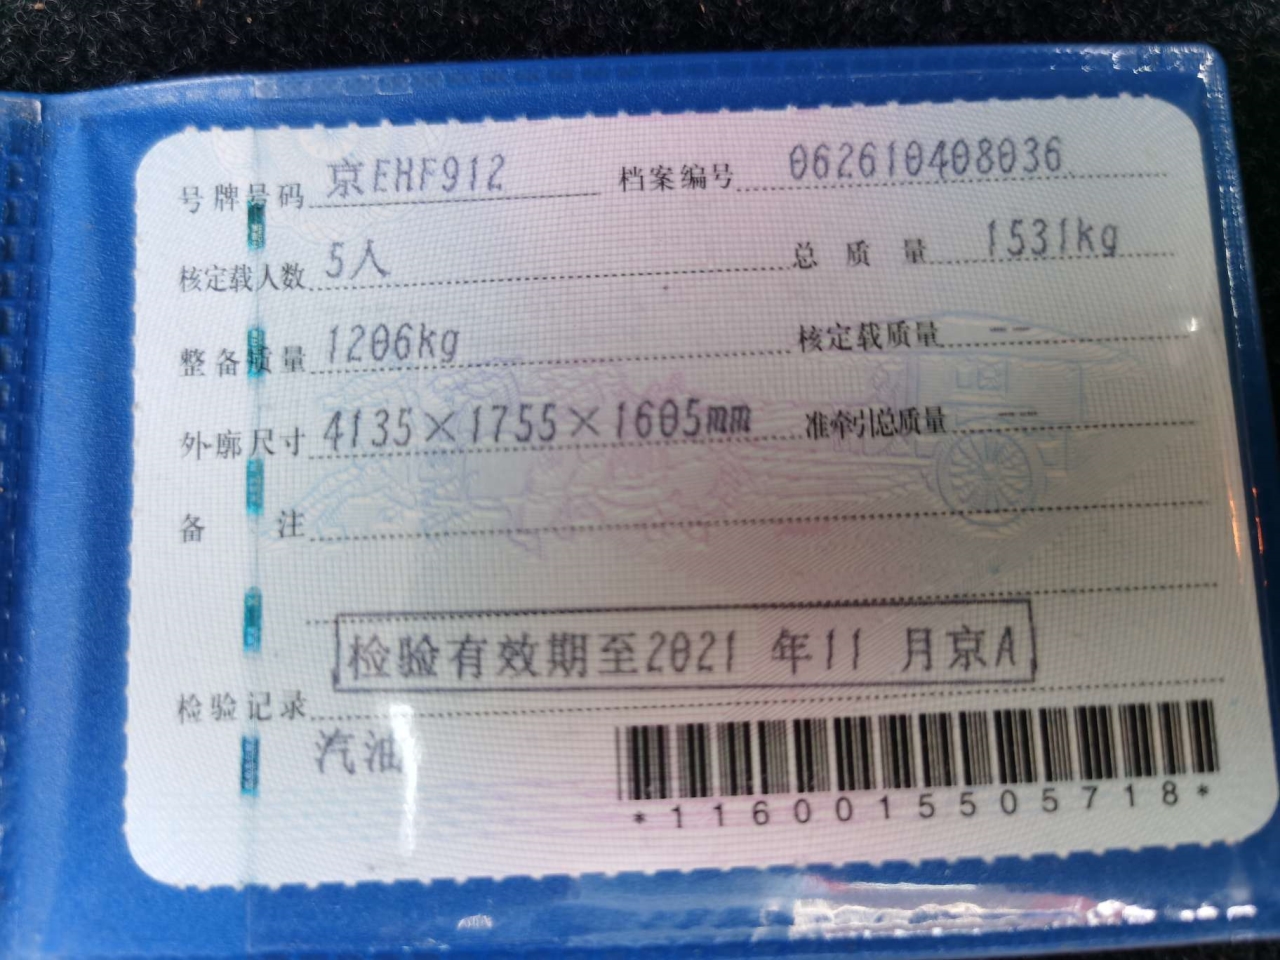 号牌号码 京EHF912 档案编号 062610408036
核定载人数 5人 总质量 1531kg
整备质量 1206kg 核定载质量 --
外廓尺寸 4135×1755×1605mm 准牵引总质量 --
备注
检验有效期至2021年11月京A
检验记录
汽油
*1160015505718*